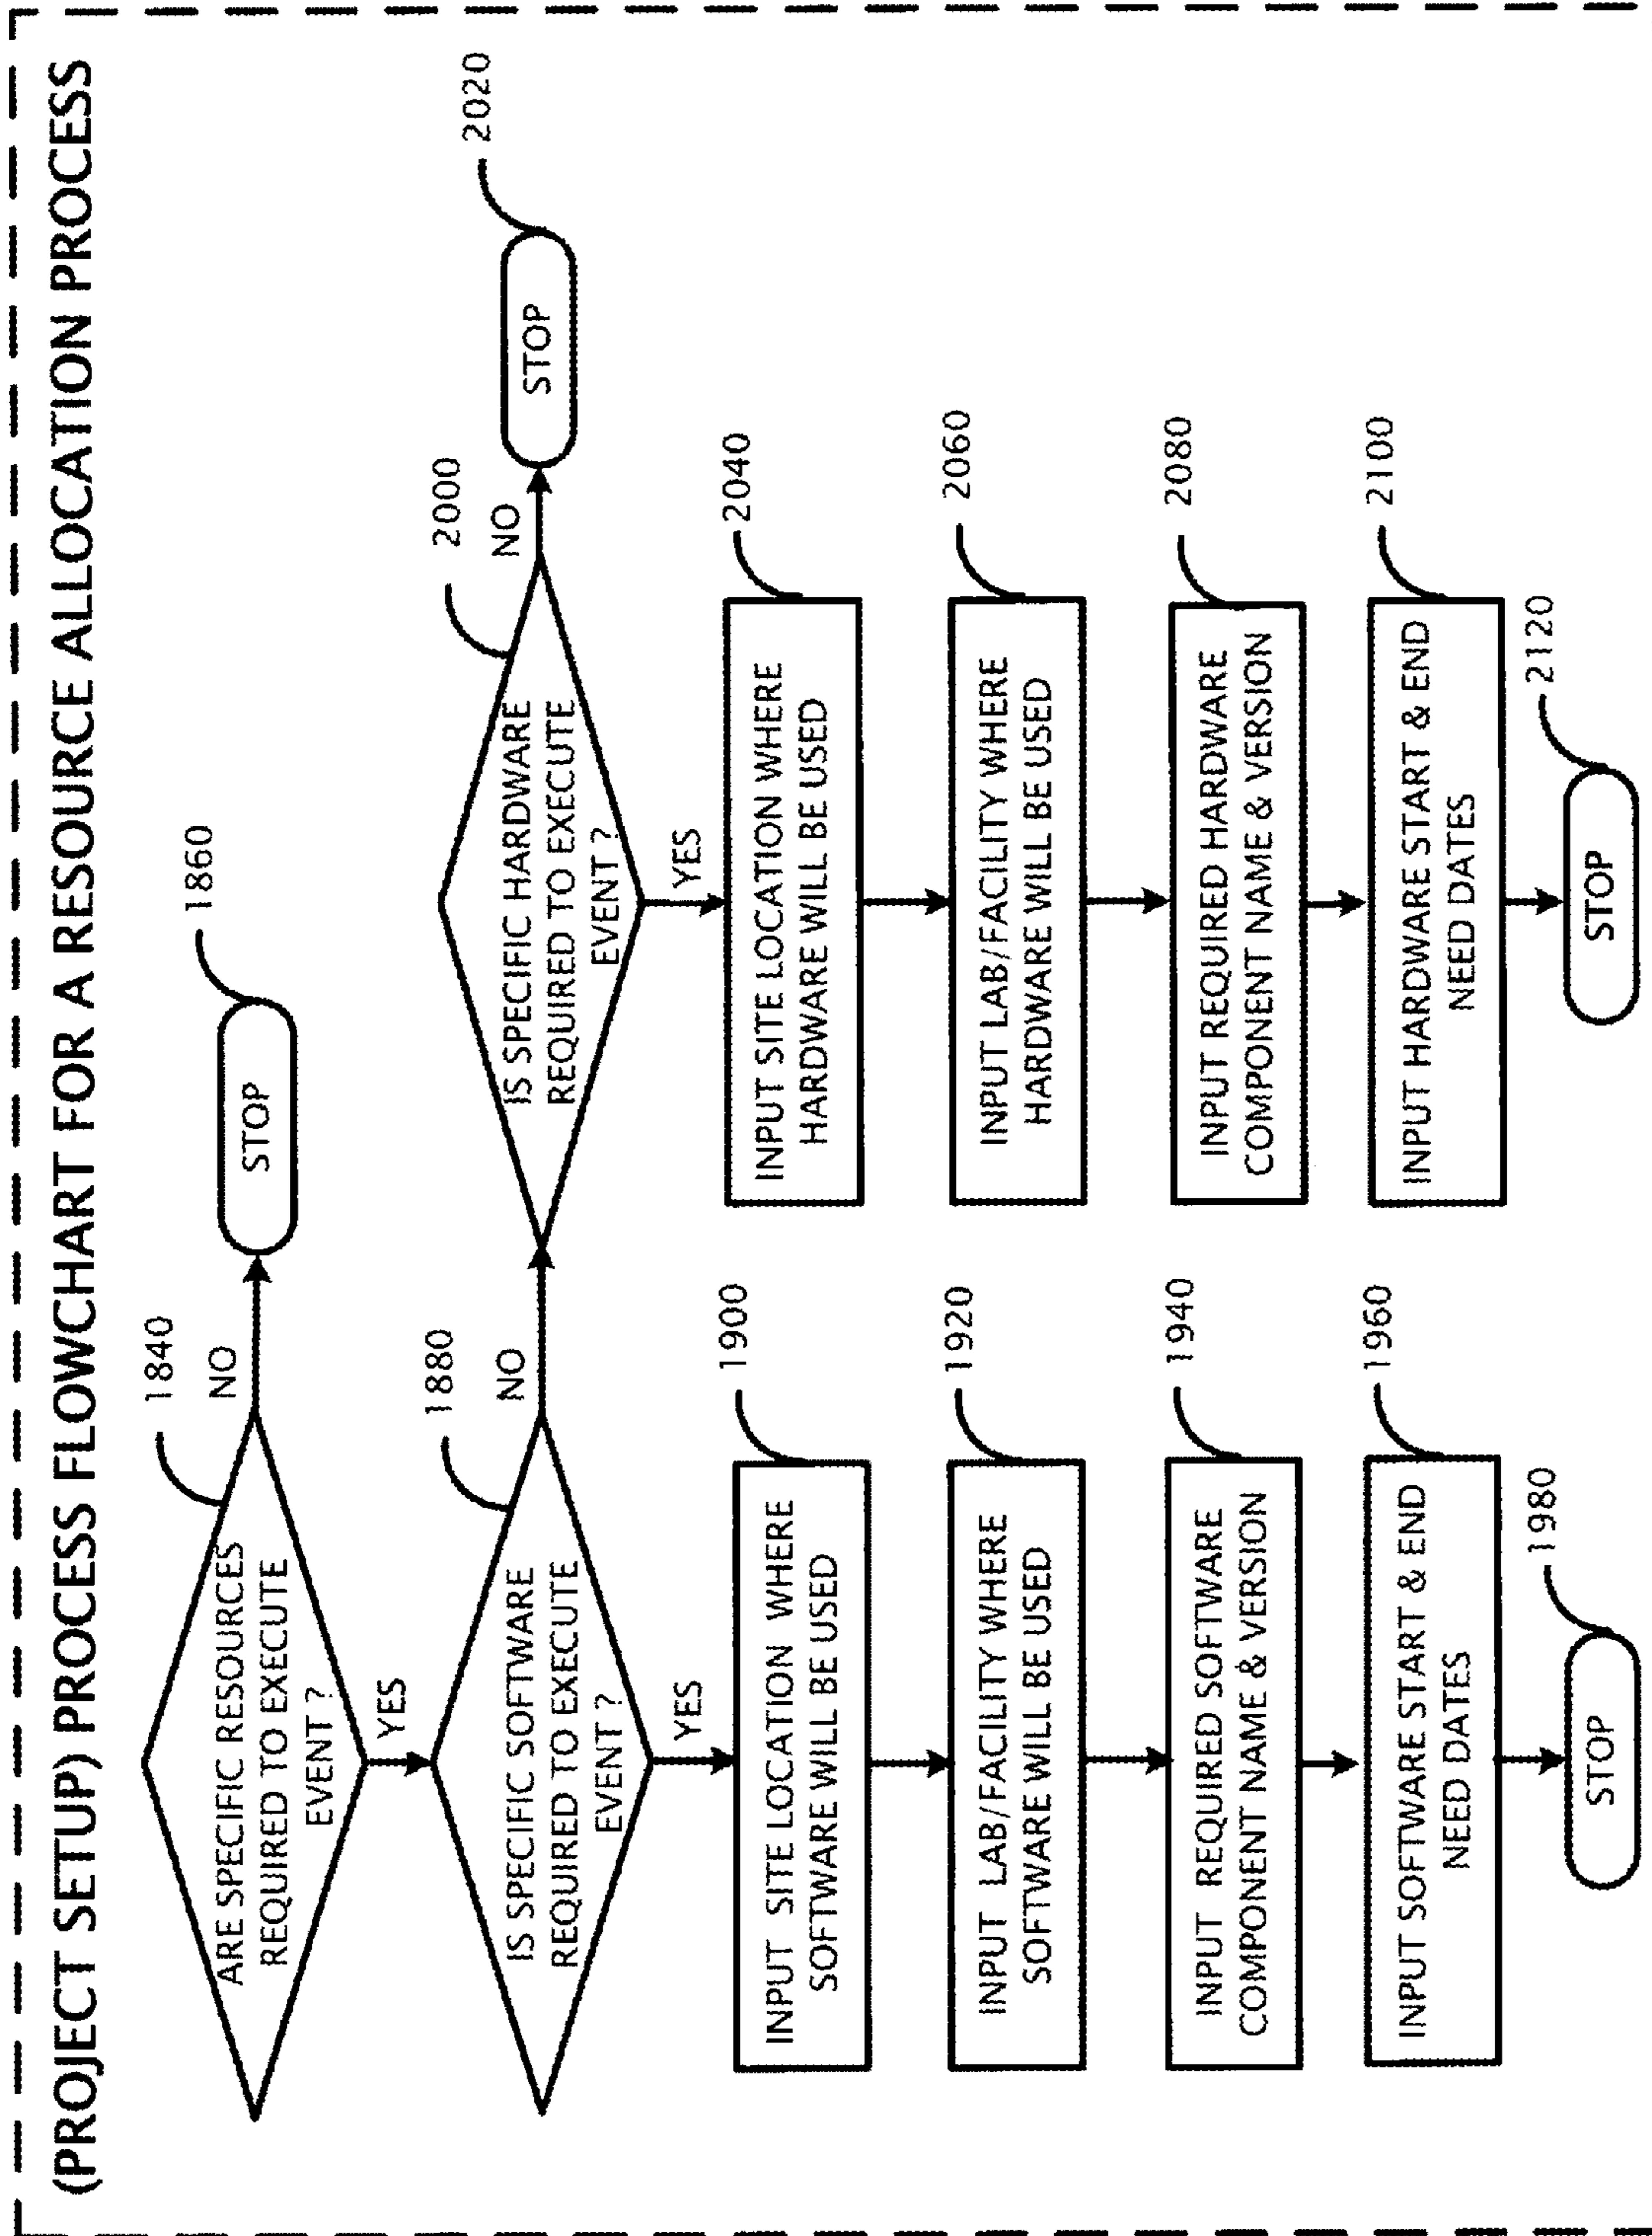 (PROJECT SETUP) PROCESS FLOWCHART FOR A RESOURCE ALLOCATION PROCESS
1840
ARE SPECIFIC RESOURCES
REQUIRED TO EXECUTE
EVENT ?
NO
1860
STOP
YES
1880
IS SPECIFIC SOFTWARE
REQUIRED TO EXECUTE
EVENT ?
NO
2000
IS SPECIFIC HARDWARE
REQUIRED TO EXECUTE
EVENT ?
NO
2020
STOP
YES
1900
INPUT SITE LOCATION WHERE
SOFTWARE WILL BE USED
1920
INPUT LAB/FACILITY WHERE
SOFTWARE WILL BE USED
1940
INPUT REQUIRED SOFTWARE
COMPONENT NAME & VERSION
1960
INPUT SOFTWARE START & END
NEED DATES
1980
STOP
YES
2040
INPUT SITE LOCATION WHERE
HARDWARE WILL BE USED
2060
INPUT LAB/FACILITY WHERE
HARDWARE WILL BE USED
2080
INPUT REQUIRED HARDWARE
COMPONENT NAME & VERSION
2100
INPUT HARDWARE START & END
NEED DATES
2120
STOP